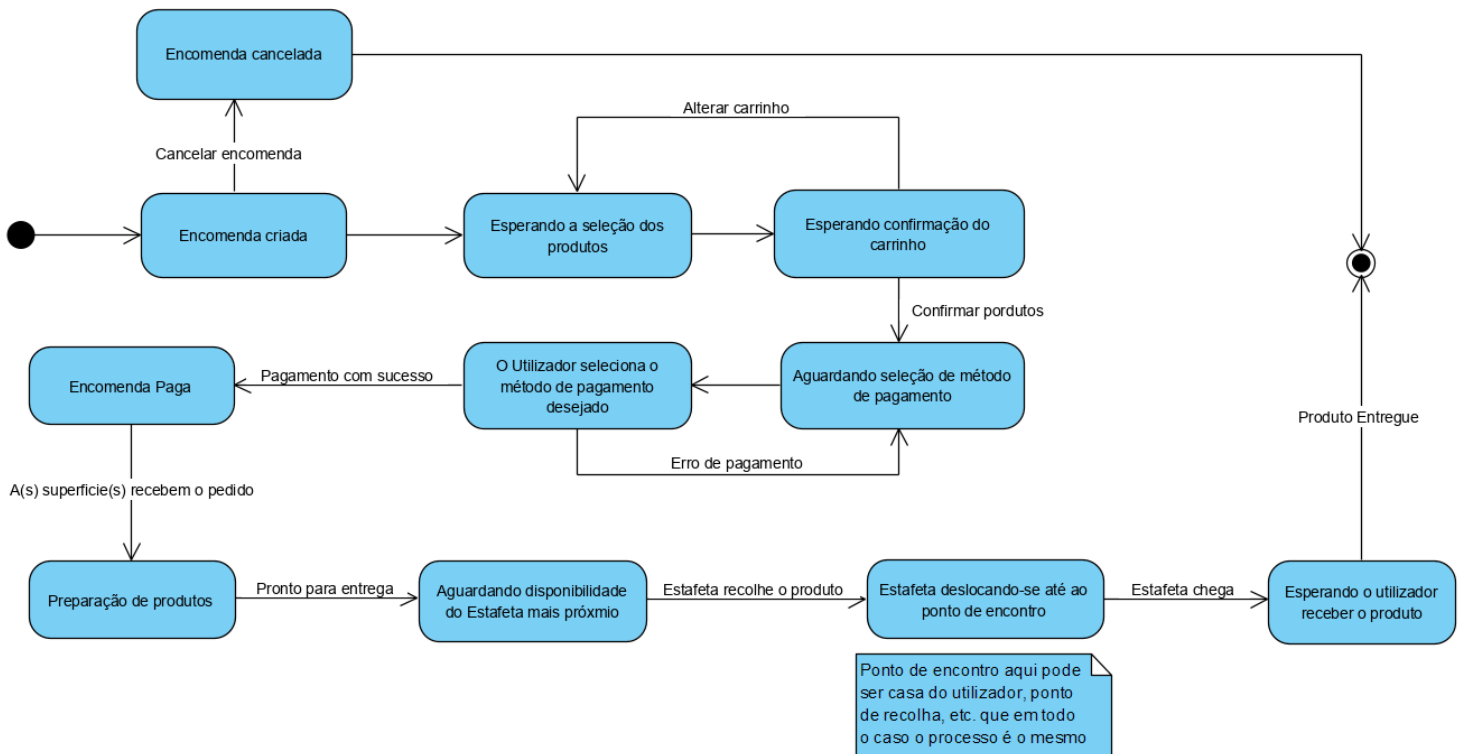 Encomenda cancelada
Alterar carrinho
Cancelar encomenda
Encomenda criada
Esperando a seleção dos
produtos
Esperando confirmação do
carrinho
Confirmar pordutos
Encomenda Paga
Pagamento com sucesso
O Utilizador seleciona o
método de pagamento
desejado
Aguardando seleção de método
de pagamento
Produto Entregue
Erro de pagamento
A(s) superficie(s) recebem o pedido
Preparação de produtos
Pronto para entrega
Aguardando disponibilidade
do Estafeta mais próxmio
Estafeta recolhe o produto
Estafeta deslocando-se até ao
ponto de encontro
Estafeta chega
Esperando o utilizador
receber o produto
Ponto de encontro aqui pode
ser casa do utilizador, ponto
de recolha, etc. que em todo
o caso o processo é o mesmo